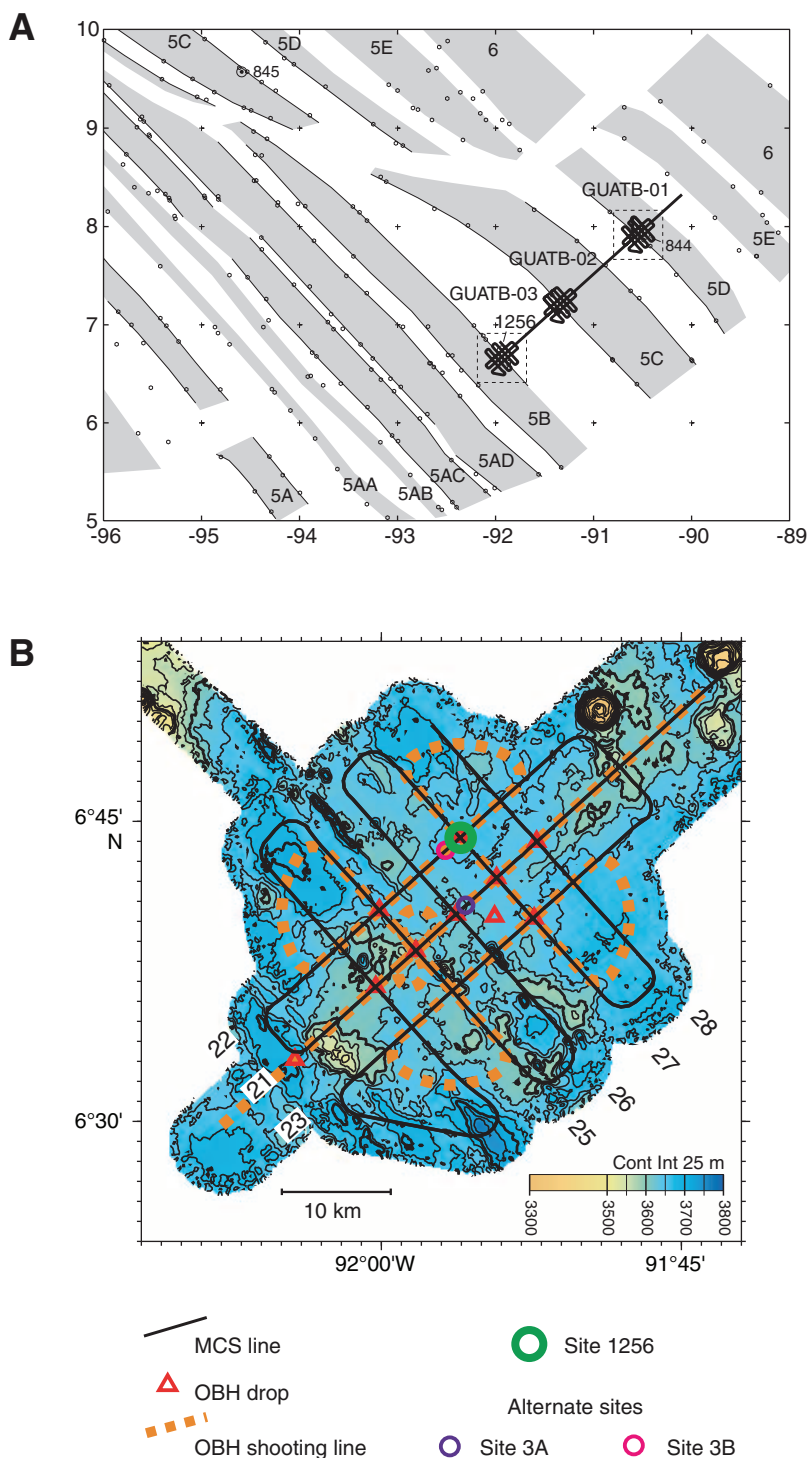 A
10
9
8
7
6
5
-96
-95
-94
-93
-92
-91
-90
-89
5C
5D
5E
6
845
6
GUATB-01
5E
844
GUATB-02
5D
GUATB-03
1256
5C
5B
5AD
5AC
5AB
5AA
5A
B
6°45'
N
6°30'
22
21
23
28
27
26
25
Cont Int 25 m
3300
3500
3600
3700
3800
10 km
92°00'W
91°45'
MCS line
Site 1256
OBH drop
Alternate sites
OBH shooting line
Site 3A
Site 3B